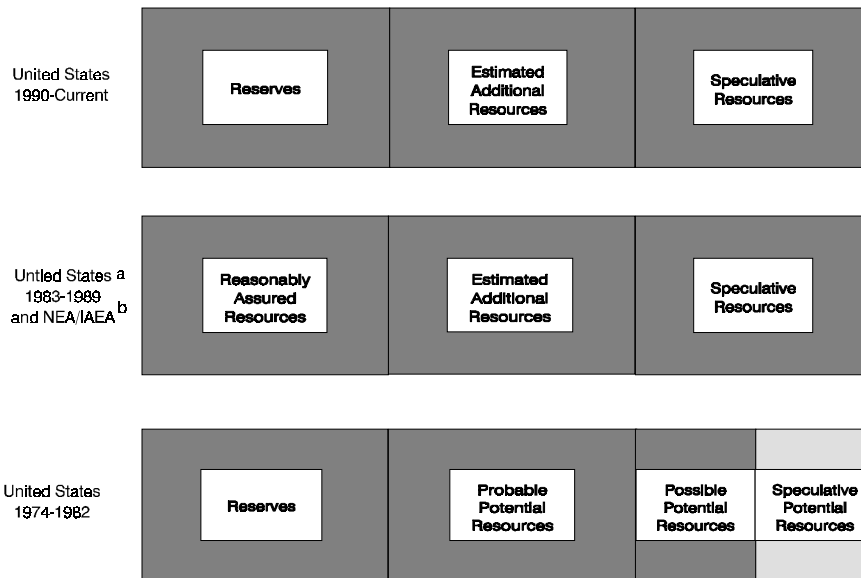 United States
1990-Current
Reserves
Estimated
Additional
Resources
Speculative
Resources
Untled States a
1983-1989
and NEA/IAEA b
Reasonably
Assured
Resources
Estimated
Additional
Resources
Speculative
Resources
United States
1974-1982
Reserves
Probable
Potential
Resources
Possible
Potential
Resources
Speculative
Potential
Resources